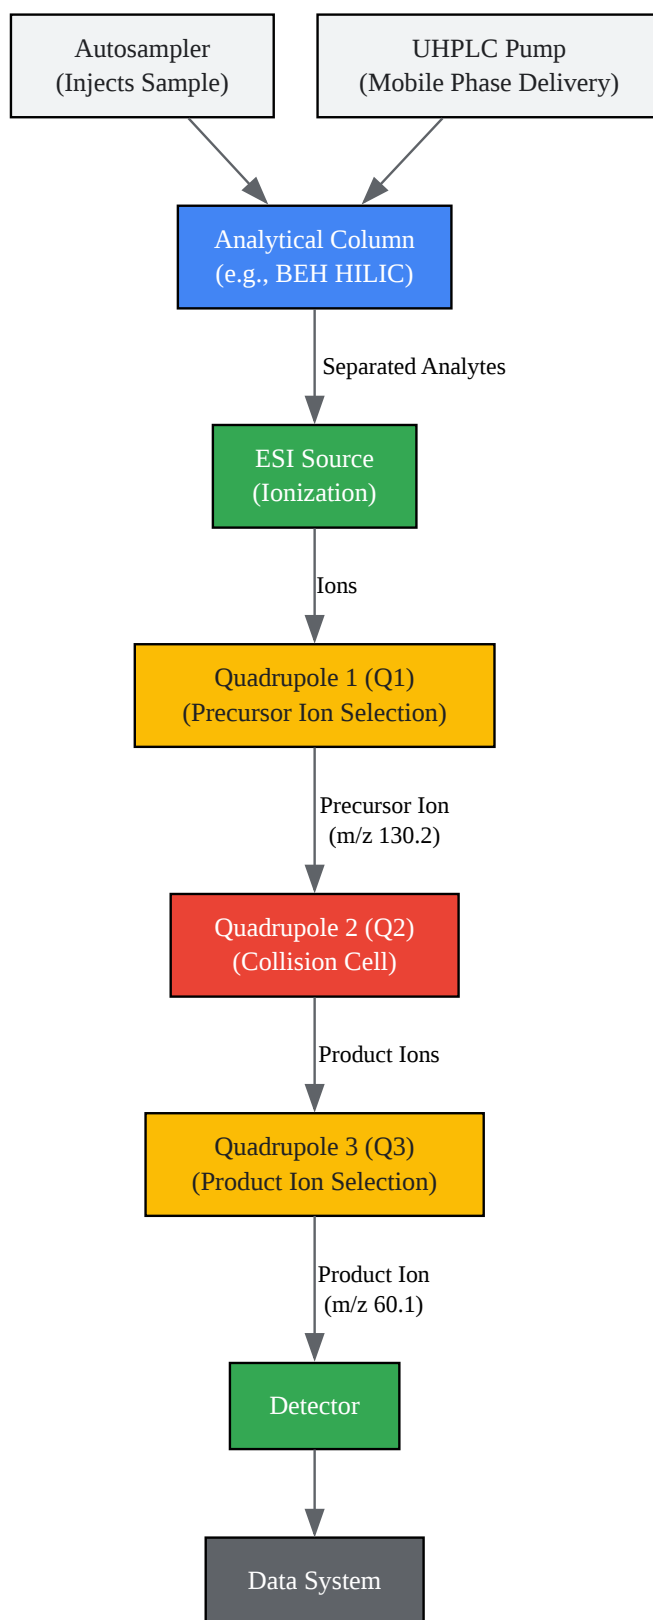 Autosampler
(Injects Sample)
UHPLC Pump
(Mobile Phase Delivery)
Analytical Column
(e.g., BEH HILIC)
Separated Analytes
ESI Source
(Ionization)
Ions
Quadrupole 1 (Q1)
(Precursor Ion Selection)
Precursor Ion
(m/z 130.2)
Quadrupole 2 (Q2)
(Collision Cell)
Product Ions
Quadrupole 3 (Q3)
(Product Ion Selection)
Product Ion
(m/z 60.1)
Detector
Data System